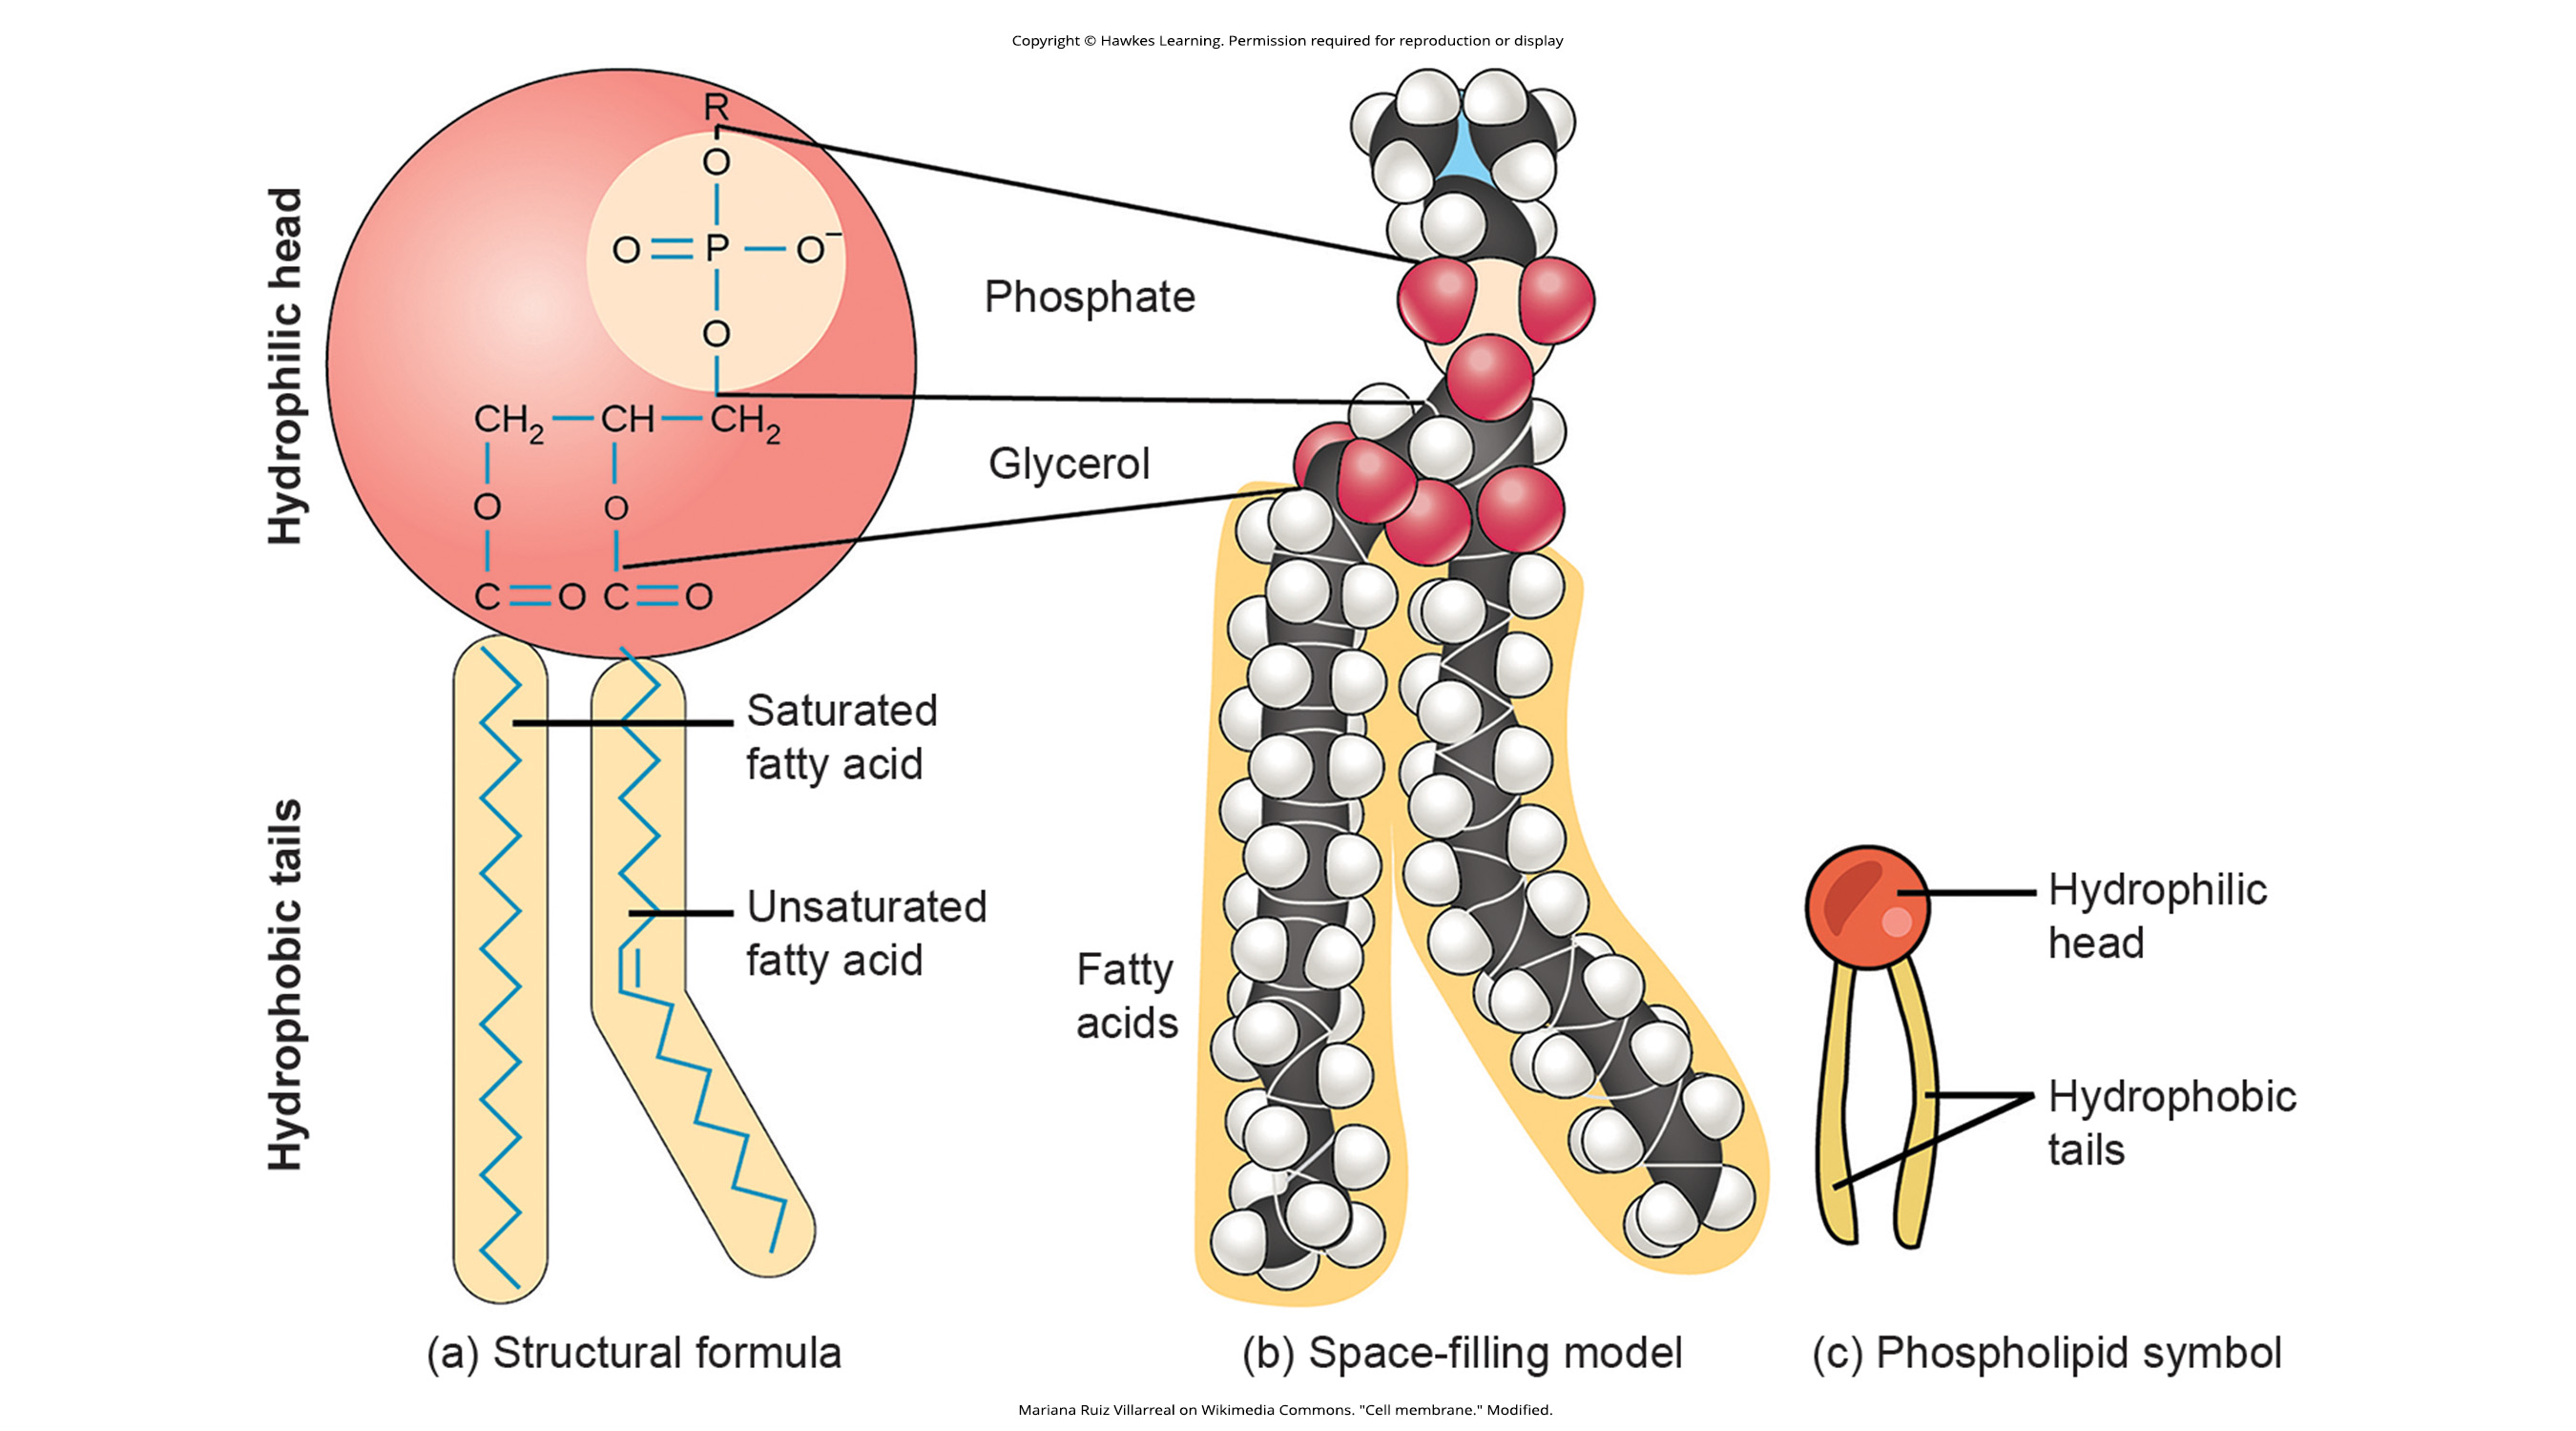 Copyright © Hawkes Learning. Permission required for reproduction or display
Hydrophilic head
R
O
O=P—O⁻
O
CH₂—CH—CH₂
O O
C=O C=O
Hydrophobic tails
Saturated
fatty acid
Unsaturated
fatty acid
(a) Structural formula
Phosphate
Glycerol
Fatty
acids
(b) Space-filling model
Hydrophilic
head
Hydrophobic
tails
(c) Phospholipid symbol
Mariana Ruiz Villarreal on Wikimedia Commons. "Cell membrane." Modified.